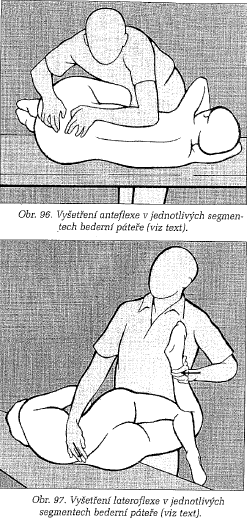 Obr. 96. Vyšetření anteflexe v jednotlivých segmen-
tech bederní páteře (viz text).
Obr. 97. Vyšetření lateroflexe v jednotlivých
segmentech bederní páteře (viz text).